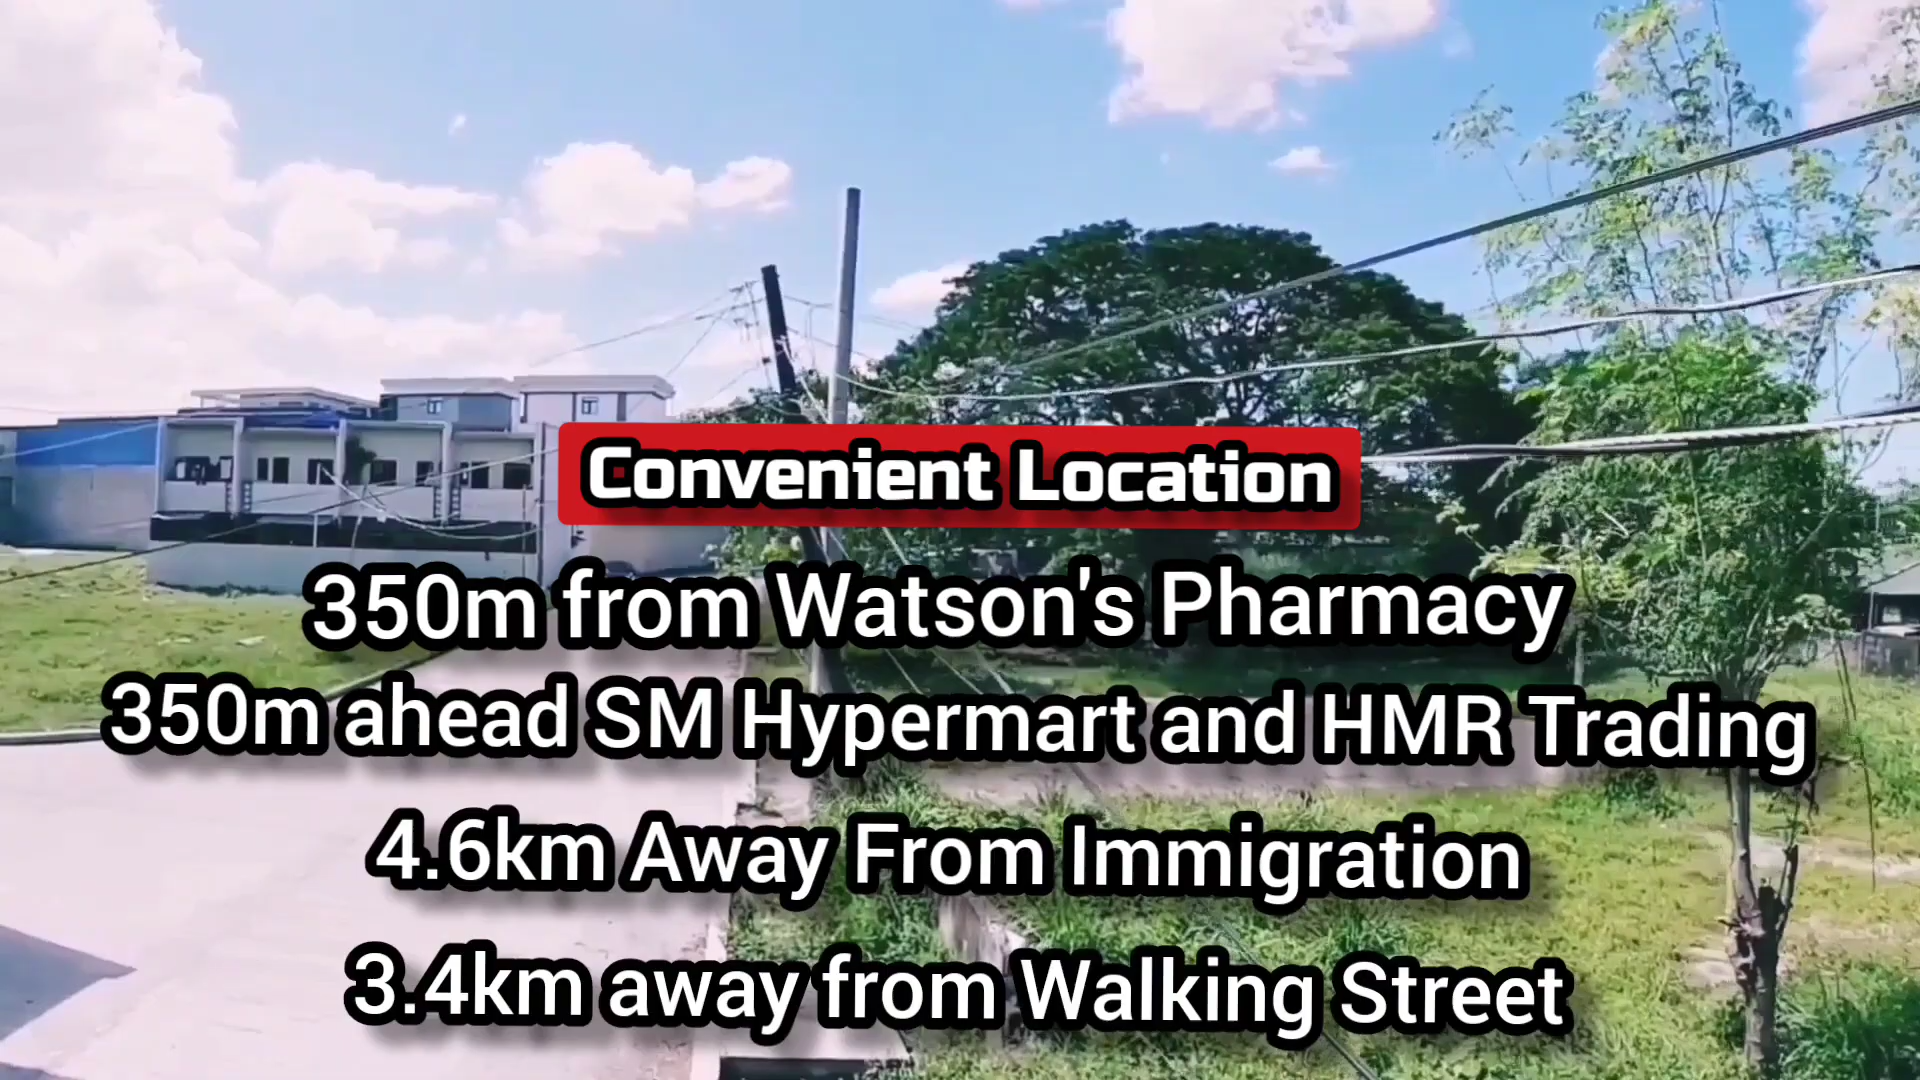 Convenient Location
350m from Watson's Pharmacy
350m ahead SM Hypermart and HMR Trading
4.6km Away From Immigration
3.4km away from Walking Street